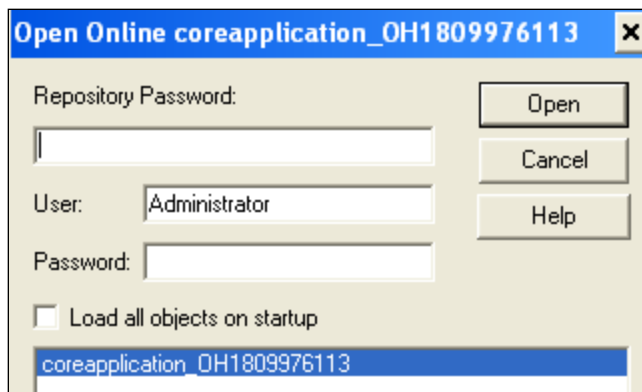 Open Online coreapplication_OH1809976113
Repository Password:
Open
Cancel
User: Administrator
Help
Password:
Load all objects on startup
coreapplication_OH1809976113